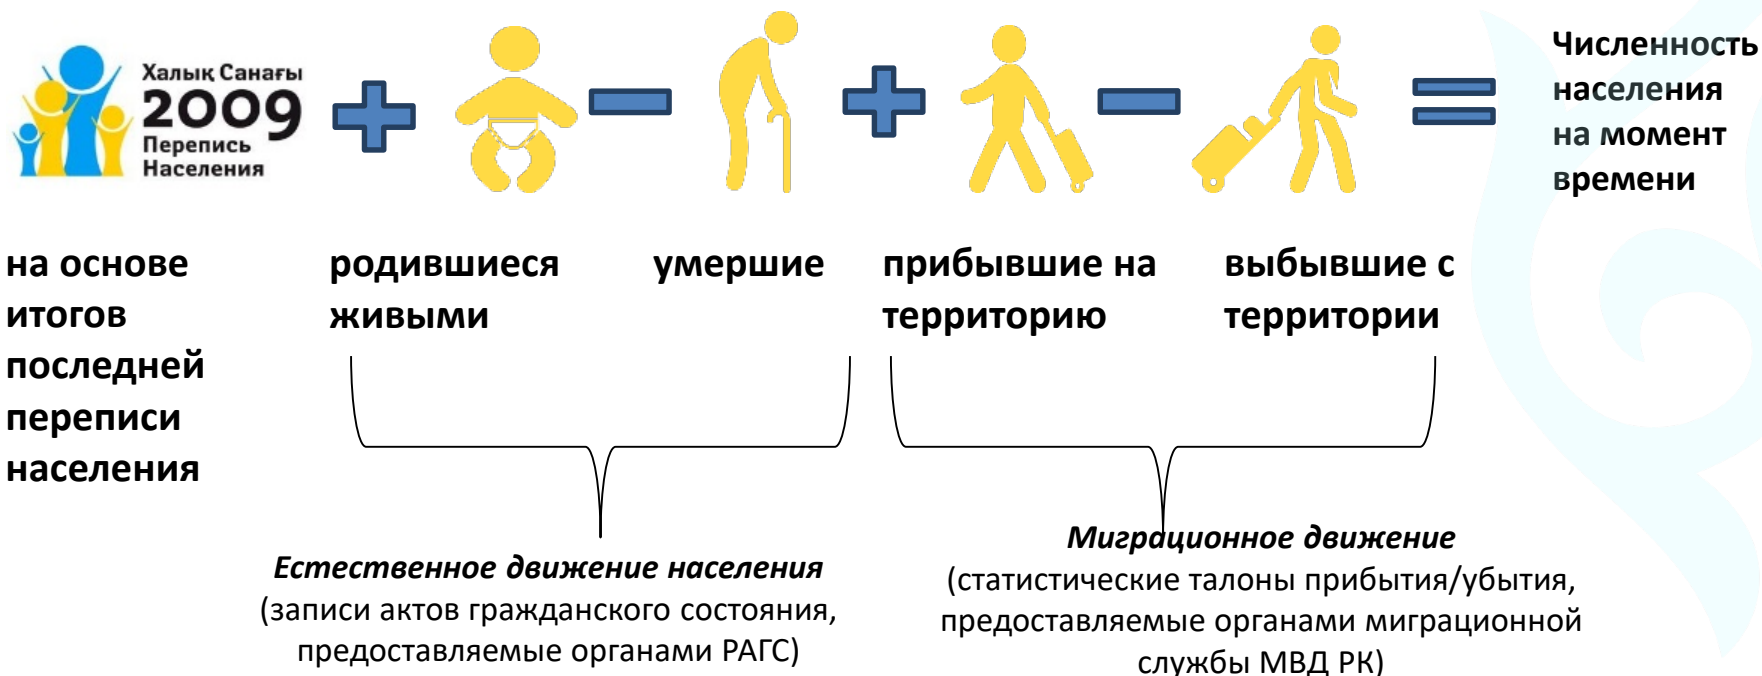 Халық Санағы
2009
Перепись
Населения
Численность
населения
на момент
времени
на основе
итогов
последней
переписи
населения
родившиеся
живыми
умершие
прибывшие на
территорию
выбывшие с
территории
Естественное движение населения
(записи актов гражданского состояния,
предоставляемые органами РАГС)
Миграционное движение
(статистические талоны прибытия/убытия,
предоставляемые органами миграционной
службы МВД РК)